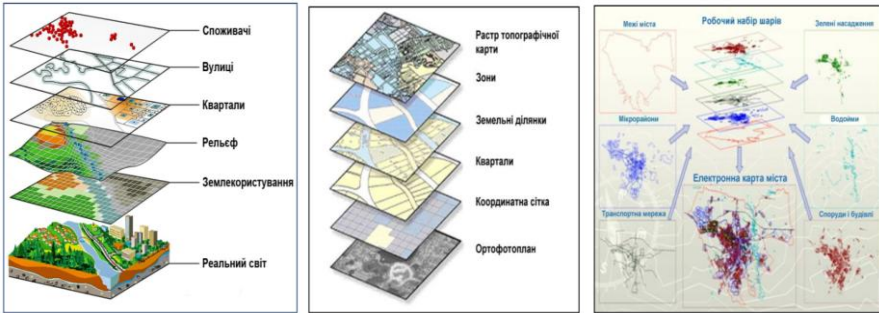 Споживачі
Вулиці
Квартали
Рельєф
Землекористування
Реальний світ
Растр топографічної
карти
Зони
Земельні ділянки
Квартали
Координатна сітка
Ортофотоплан
Межі міста
Робочий набір шарів
Зелені насадження
Мікрорайони
Водойми
Електронна карта міста
Транспортна мережа
Споруди і будівлі